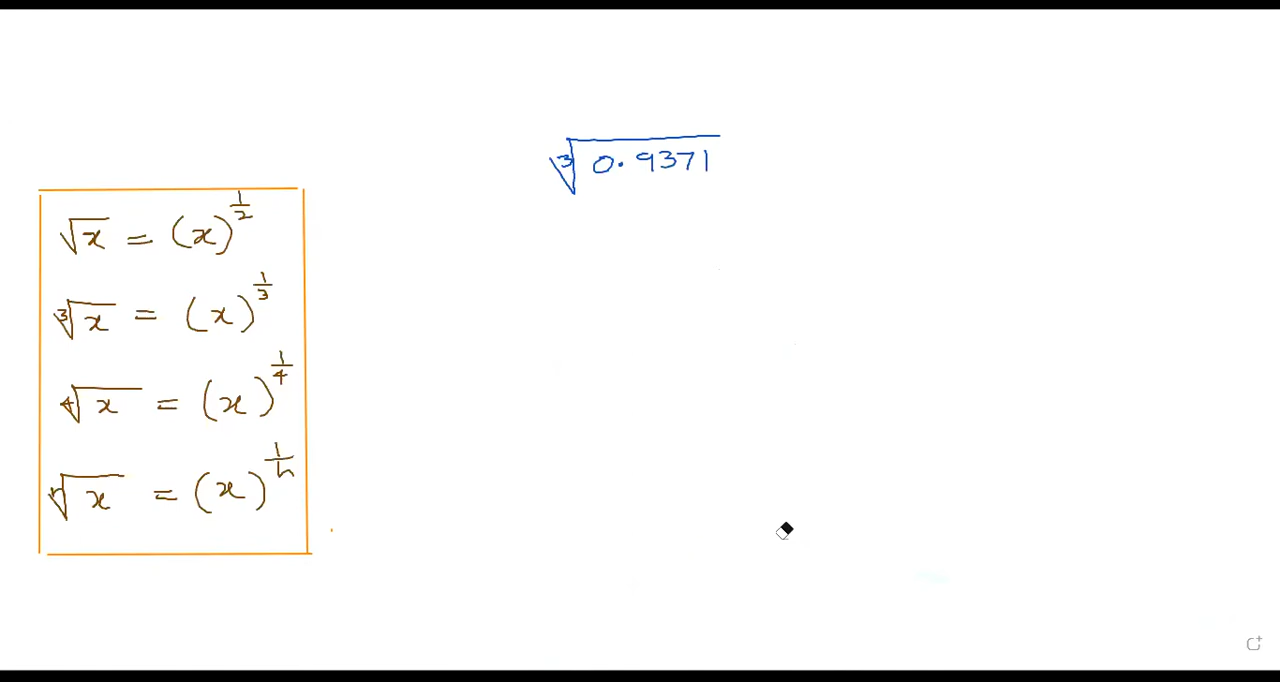 ∛0.9371
√x = (x)^1/2
∛x = (x)^1/3
∜x = (x)^1/4
ⁿ√x = (x)^1/n